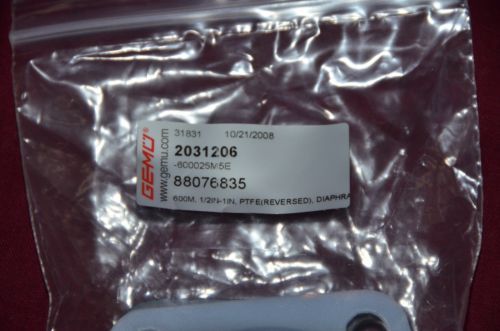 GEMÜ®
www.gemu.com
31831 10/21/2008
2031206
-600025M5E
88076835
600M, 1/2IN-1IN, PTFE(REVERSED), DIAPHRA